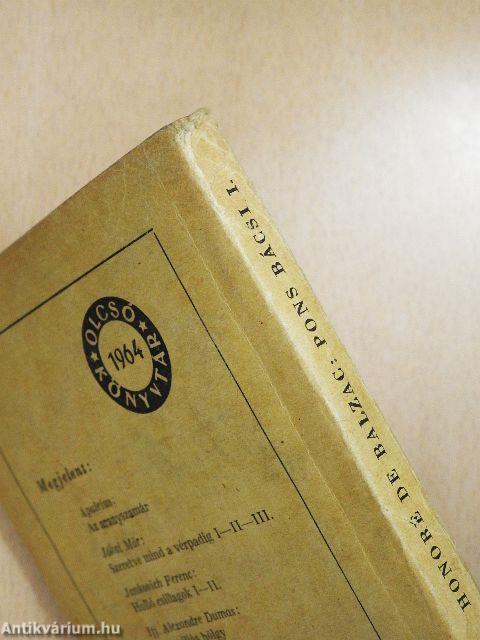 HONORÉ DE BALZAC: PONS BÁCSI I.
OLCSÓ KÖNYVTÁR
1964
Megjelent:
Apuleius:
Az aranyszamár
Jókai Mór:
Szeretve mind a vérpadig I—II—III.
Jankovich Ferenc:
Hulló csillagok I—II.
Ifj. Alexandre Dumas:
hölgy
Antikvárium.hu